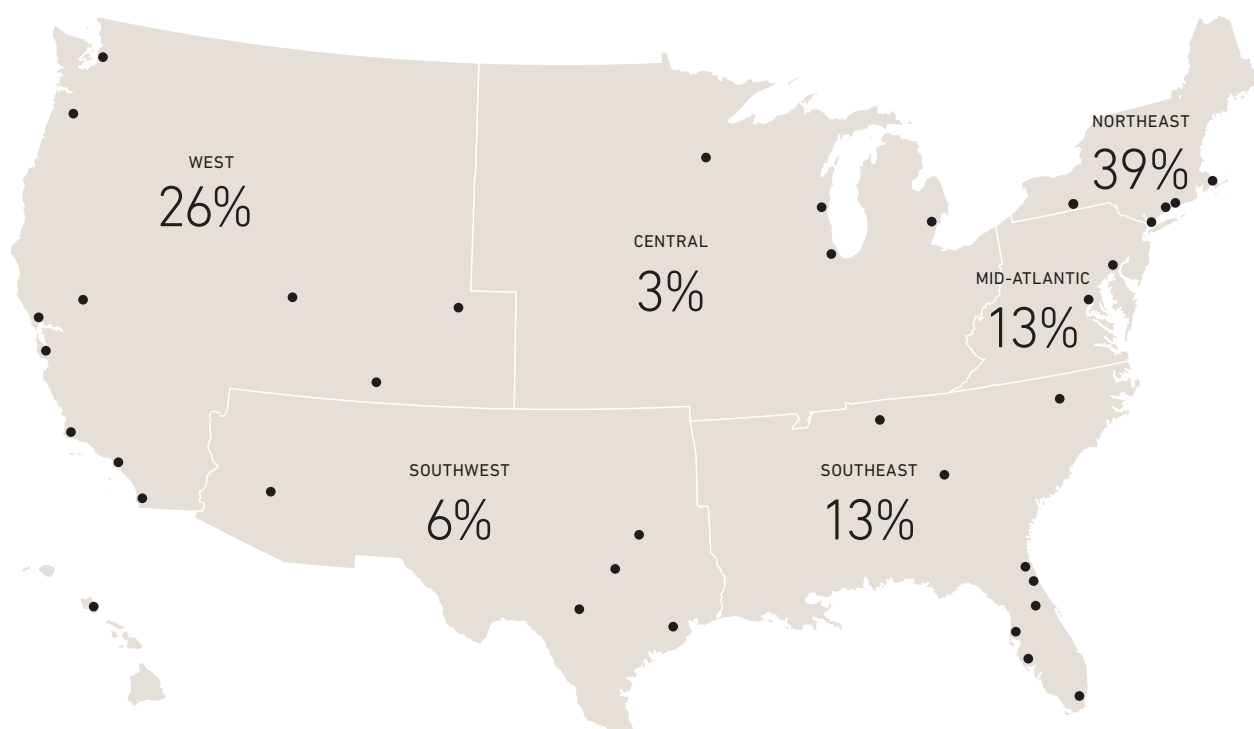 NORTHEAST
39%
WEST
26%
CENTRAL
3%
MID-ATLANTIC
13%
SOUTHWEST
6%
SOUTHEAST
13%